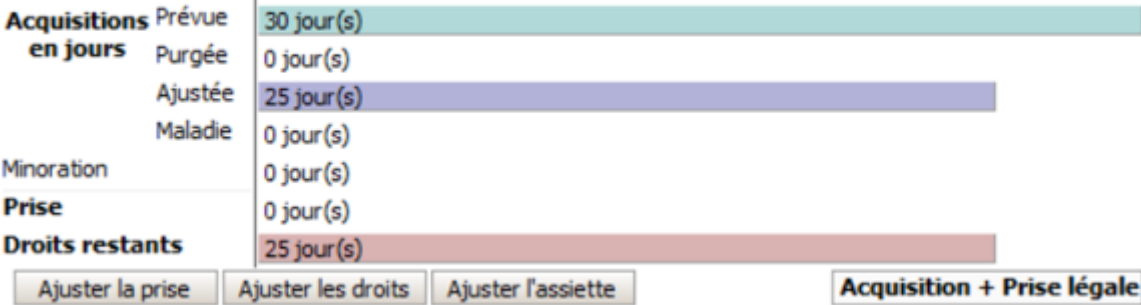 Acquisitions Prévue 30 jour(s)
en jours Purgée 0 jour(s)
Ajustée 25 jour(s)
Maladie 0 jour(s)
Minoration 0 jour(s)
Prise 0 jour(s)
Droits restants 25 jour(s)
Ajuster la prise Ajuster les droits Ajuster l'assiette Acquisition + Prise légale